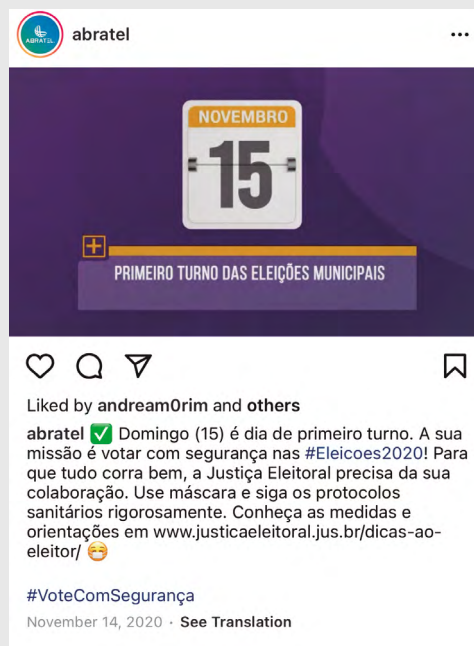 ABRATEL
abratel
NOVEMBRO
15
PRIMEIRO TURNO DAS ELEIÇÕES MUNICIPAIS
Liked by andream0rim and others
abratel ✅ Domingo (15) é dia de primeiro turno. A sua
missão é votar com segurança nas #Eleicoes2020! Para
que tudo corra bem, a Justiça Eleitoral precisa da sua
colaboração. Use máscara e siga os protocolos
sanitários rigorosamente. Conheça as medidas e
orientações em www.justicaeleitoral.jus.br/dicas-ao-
eleitor/ 😷
#VoteComSegurança
November 14, 2020 · See Translation